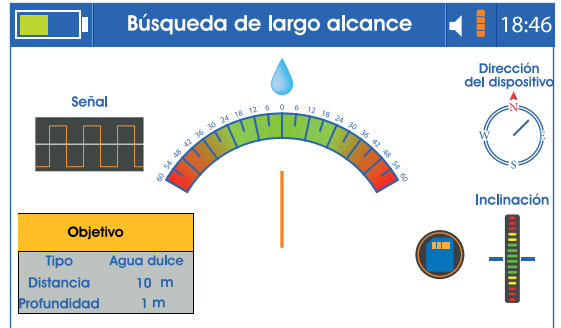 Búsqueda de largo alcance
18:46
Señal
60 54 48 42 36 30 24 18 12 6 0 6 12 18 24 30 36 42 48 54 60
Dirección
del dispositivo
N
W E
S
Inclinación
Objetivo
Tipo Agua dulce
Distancia 10 m
Profundidad 1 m